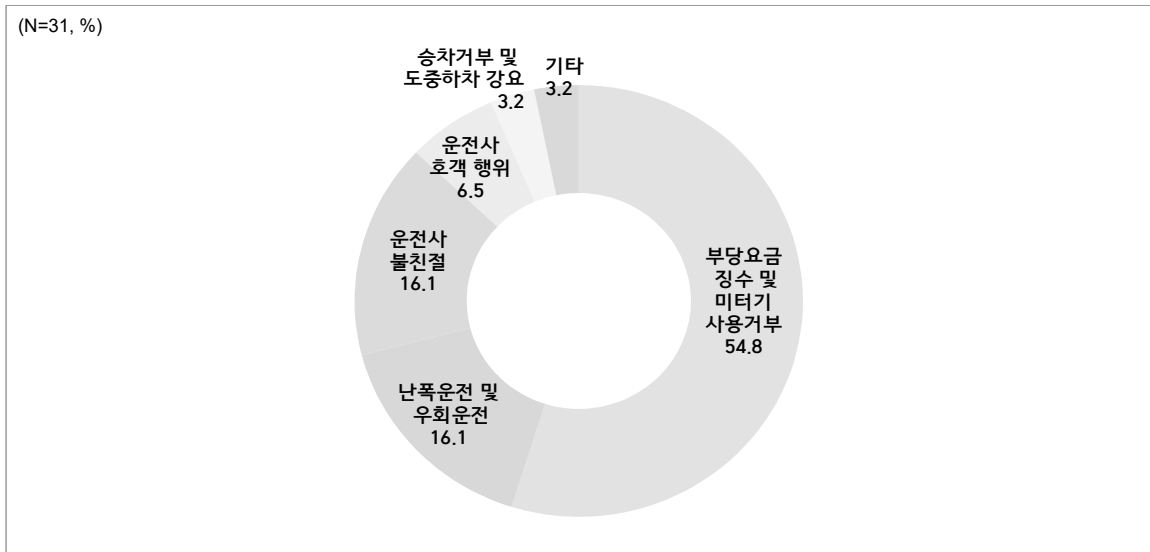 (N=31, %)
승차거부 및
도중하차 강요
3.2
기타
3.2
운전사
호객 행위
6.5
운전사
불친절
16.1
난폭운전 및
우회운전
16.1
부당요금
징수 및
미터기
사용거부
54.8